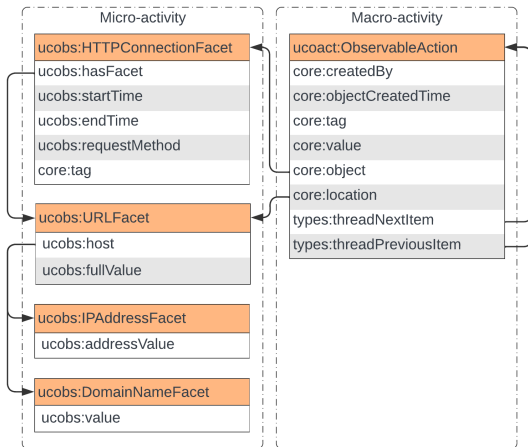 Micro-activity
ucobs:HTTPConnectionFacet
ucobs:hasFacet
ucobs:startTime
ucobs:endTime
ucobs:requestMethod
core:tag
ucobs:URLFacet
ucobs:host
ucobs:fullValue
ucobs:IPAddressFacet
ucobs:addressValue
ucobs:DomainNameFacet
ucobs:value
Macro-activity
ucoact:ObservableAction
core:createdBy
core:objectCreatedTime
core:tag
core:value
core:object
core:location
types:threadNextItem
types:threadPreviousItem